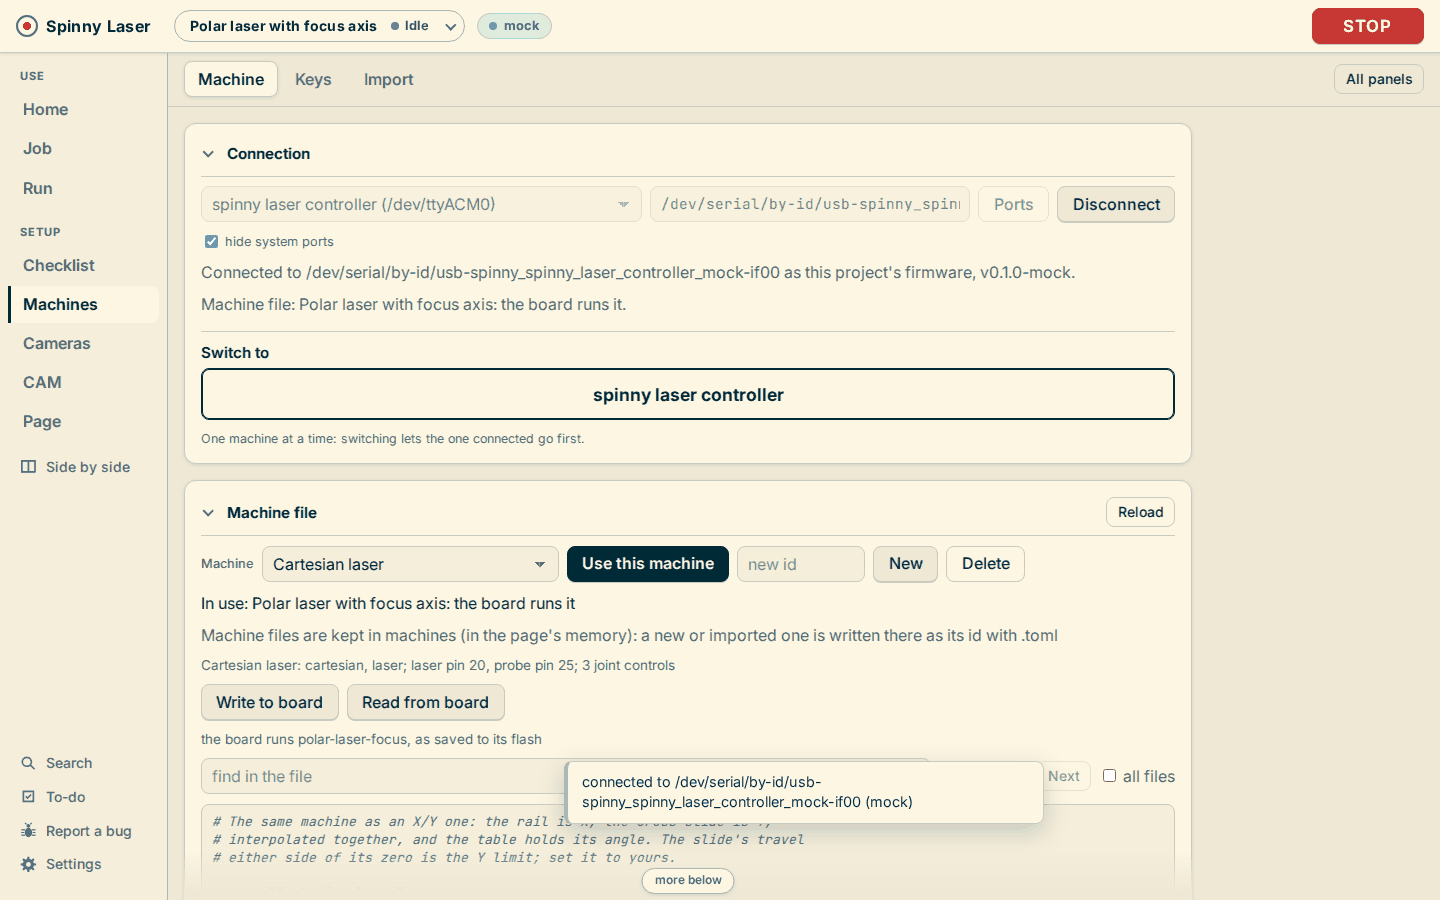 Spinny Laser
Polar laser with focus axis Idle
mock
STOP
USE
Home
Job
Run
SETUP
Checklist
Machines
Cameras
CAM
Page
Side by side
Search
To-do
Report a bug
Settings
Machine Keys Import
All panels
Connection
spinny laser controller (/dev/ttyACM0) /dev/serial/by-id/usb-spinny_spin Ports Disconnect
hide system ports
Connected to /dev/serial/by-id/usb-spinny_spinny_laser_controller_mock-if00 as this project's firmware, v0.1.0-mock.
Machine file: Polar laser with focus axis: the board runs it.
Switch to
spinny laser controller
One machine at a time: switching lets the one connected go first.
Machine file
Reload
Machine Cartesian laser Use this machine new id New Delete
In use: Polar laser with focus axis: the board runs it
Machine files are kept in machines (in the page's memory): a new or imported one is written there as its id with .toml
Cartesian laser: cartesian, laser; laser pin 20, probe pin 25; 3 joint controls
Write to board Read from board
the board runs polar-laser-focus, as saved to its flash
find in the file Next all files
connected to /dev/serial/by-id/usb-
spinny_spinny_laser_controller_mock-if00 (mock)
# The same machine as an X/Y one: the rail is
# interpolated together, and the table holds its angle. The slide's travel
# either side of its zero is the Y limit; set it to yours.
more below